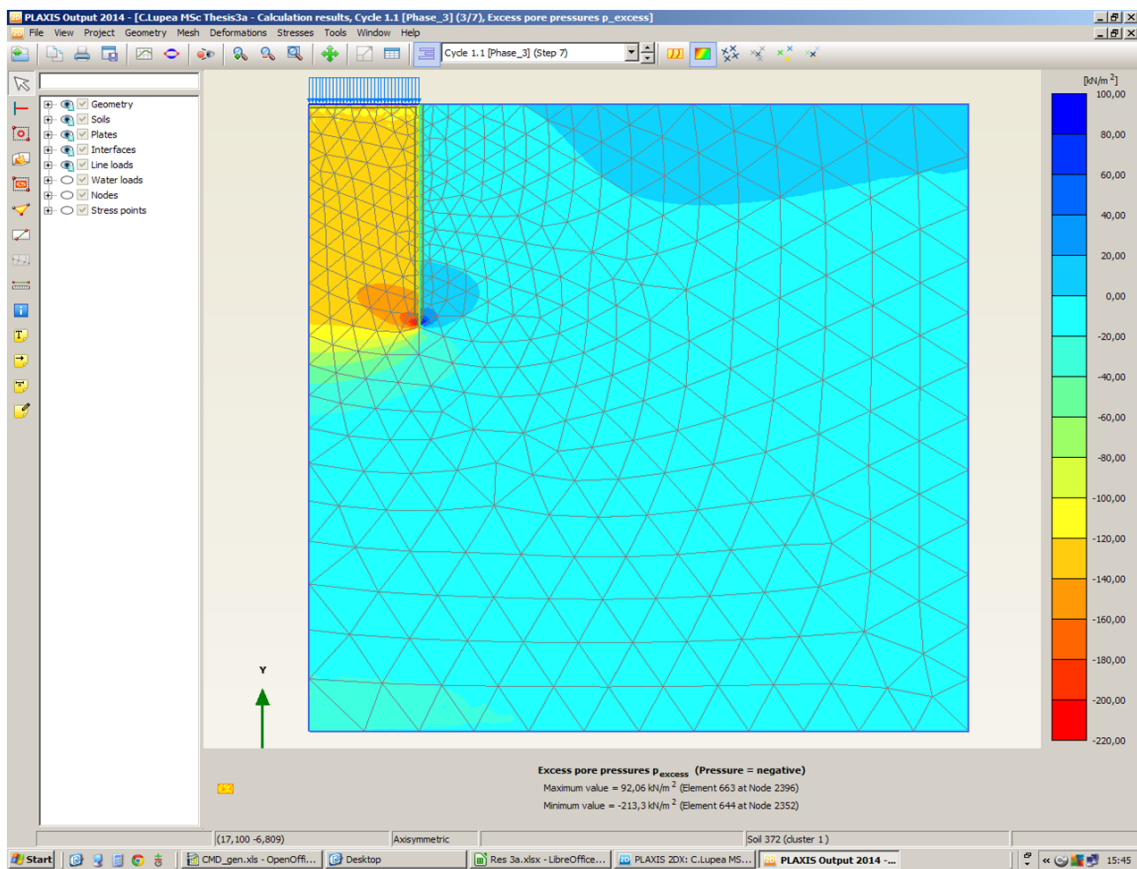 PLAXIS Output 2014 - [C.Lupea MSc Thesis3a - Calculation results, Cycle 1.1 [Phase_3] (3/7), Excess pore pressures p_excess]
File View Project Geometry Mesh Deformations Stresses Tools Window Help
Cycle 1.1 [Phase_3] (Step 7)
Geometry
Soils
Plates
Interfaces
Line loads
Water loads
Nodes
Stress points
[kN/m²]
100,00
80,00
60,00
40,00
20,00
0,00
-20,00
-40,00
-60,00
-80,00
-100,00
-120,00
-140,00
-160,00
-180,00
-200,00
-220,00
Y
Excess pore pressures p_excess (Pressure = negative)
Maximum value = 92,06 kN/m² (Element 663 at Node 2396)
Minimum value = -213,3 kN/m² (Element 644 at Node 2352)
(17,100 -6,809) Axisymmetric Soil 372 (cluster 1)
Start CMD_gen.xls - OpenOffi... Desktop Res 3a.xlsx - LibreOffice... PLAXIS 2DX: C.Lupea MS... PLAXIS Output 2014 -... 15:45